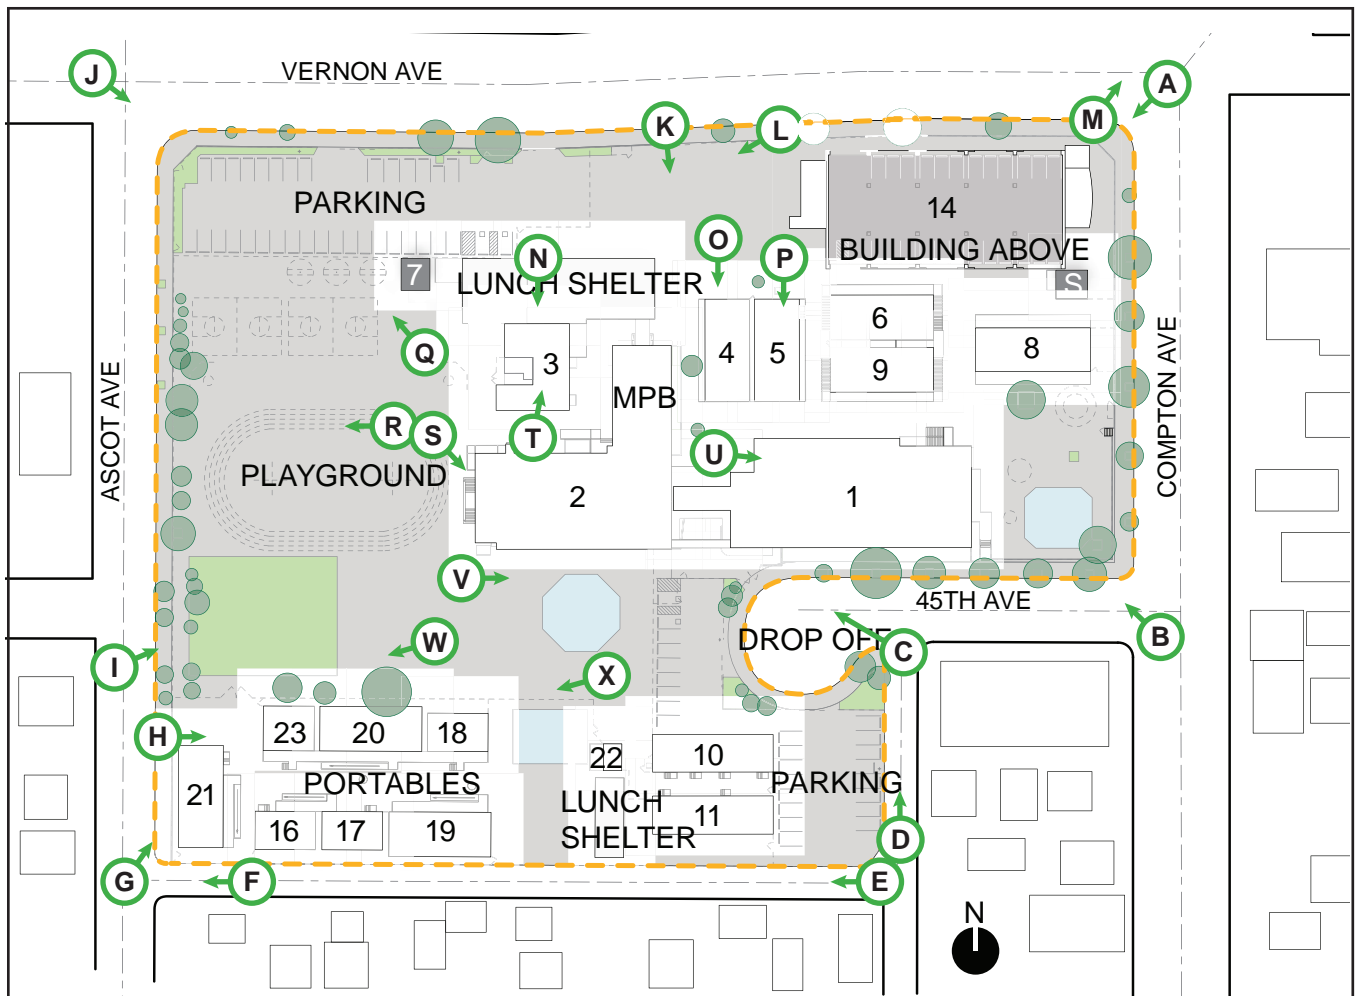 VERNON AVE
J
A
M
K
L
PARKING
14
O
BUILDING ABOVE
N
P
7
LUNCH SHELTER
S
6
Q
3
4
5
9
8
MPB
ASCOT AVE
COMPTON AVE
R
S
T
U
PLAYGROUND
2
1
V
45TH AVE
W
DROP OFF
B
C
I
X
H
23
20
18
22
10
21
PORTABLES
PARKING
LUNCH
SHELTER
11
16
17
19
D
G
F
E
N